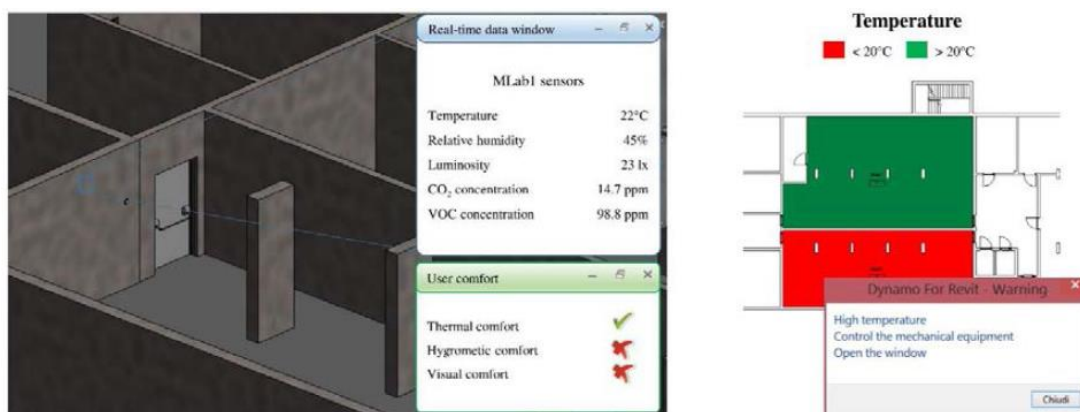 Real-time data window
MLab1 sensors
Temperature 22°C
Relative humidity 45%
Luminosity 23 lx
CO₂ concentration 14.7 ppm
VOC concentration 98.8 ppm
User comfort
Thermal comfort
Hygrometic comfort
Visual comfort
Temperature
< 20°C > 20°C
Dynamo For Revit - Warning
High temperature
Control the mechanical equipment
Open the window
Chiudi